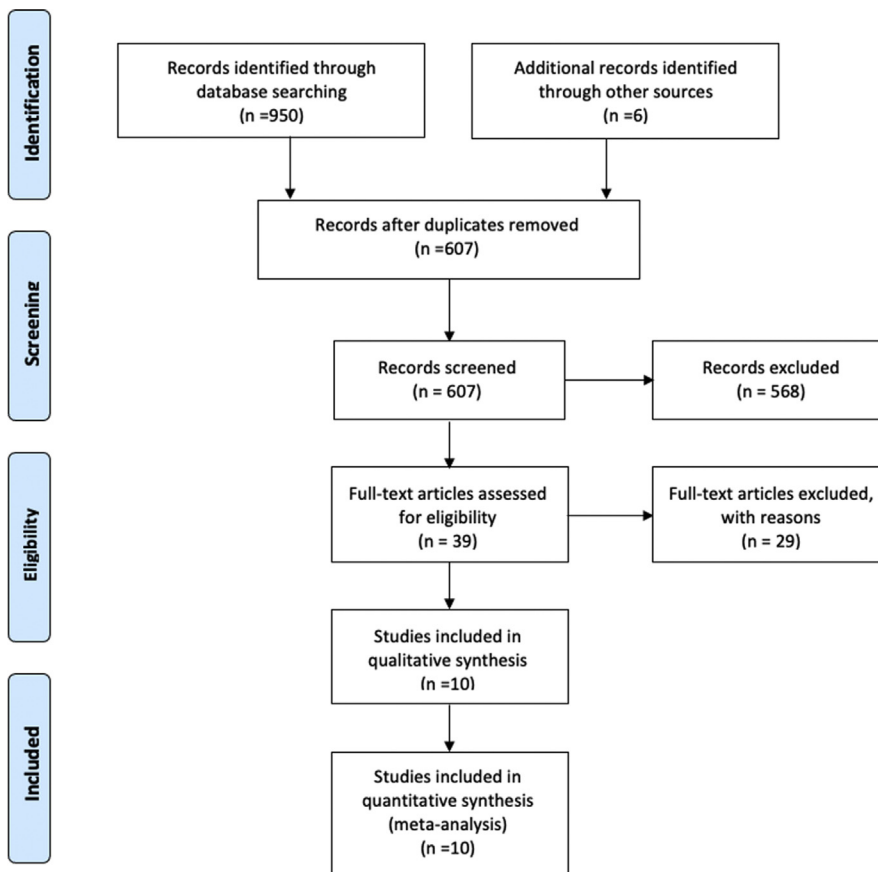 Identification
Records identified through
database searching
(n =950)
Additional records identified
through other sources
(n =6)
Records after duplicates removed
(n =607)
Screening
Records screened
(n = 607)
Records excluded
(n = 568)
Eligibility
Full-text articles assessed
for eligibility
(n = 39)
Full-text articles excluded,
with reasons
(n = 29)
Studies included in
qualitative synthesis
(n =10)
Included
Studies included in
quantitative synthesis
(meta-analysis)
(n =10)